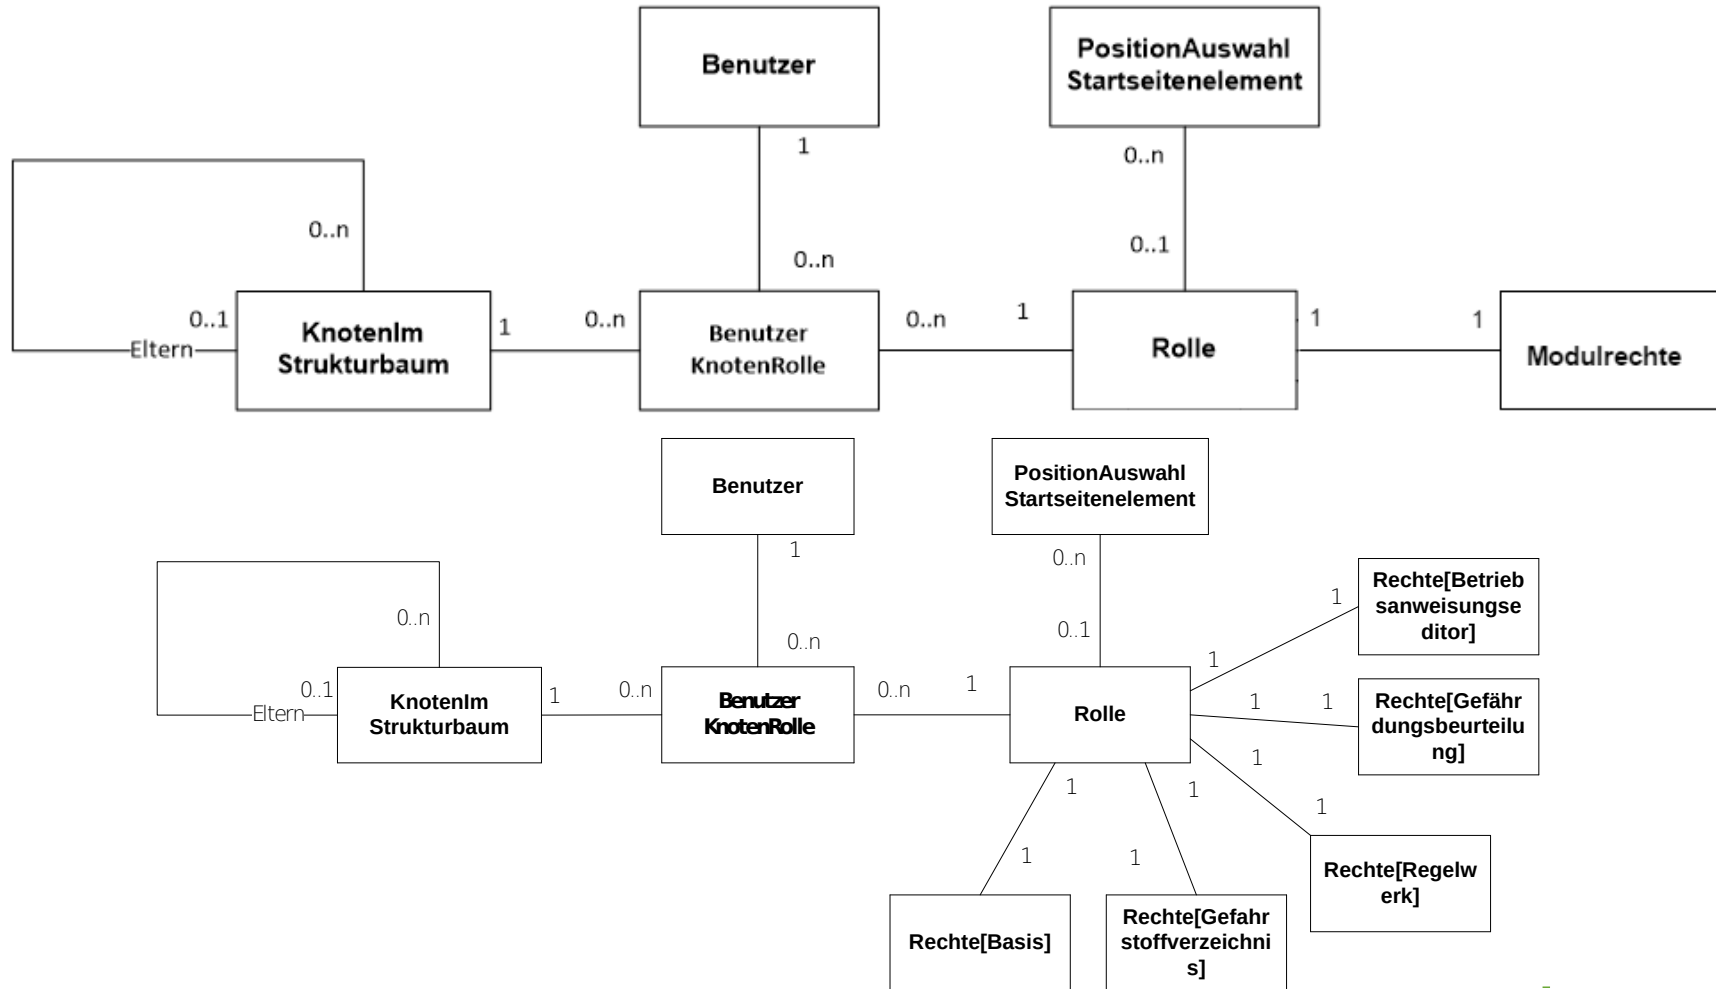 Benutzer
PositionAuswahl
Startseitenelement
1
0..n
0..n
0..1
0..n
0..1
Eltern
KnotenIm
Strukturbaum
1
0..n
Benutzer
KnotenRolle
0..n
1
Rolle
1
1
Modulrechte
Benutzer
PositionAuswahl
Startseitenelement
1
0..n
0..n
0..n
0..1
0..1
Eltern
KnotenIm
Strukturbaum
1
0..n
Benutzer
KnotenRolle
0..n
1
Rolle
1
1
Rechte[Betrieb
sanweisungse
ditor]
1
1
Rechte[Gefähr
dungsbeurteilu
ng]
1
1
Rechte[Regelw
erk]
1
1
Rechte[Basis]
1
1
Rechte[Gefahr
stoffverzeichni
s]